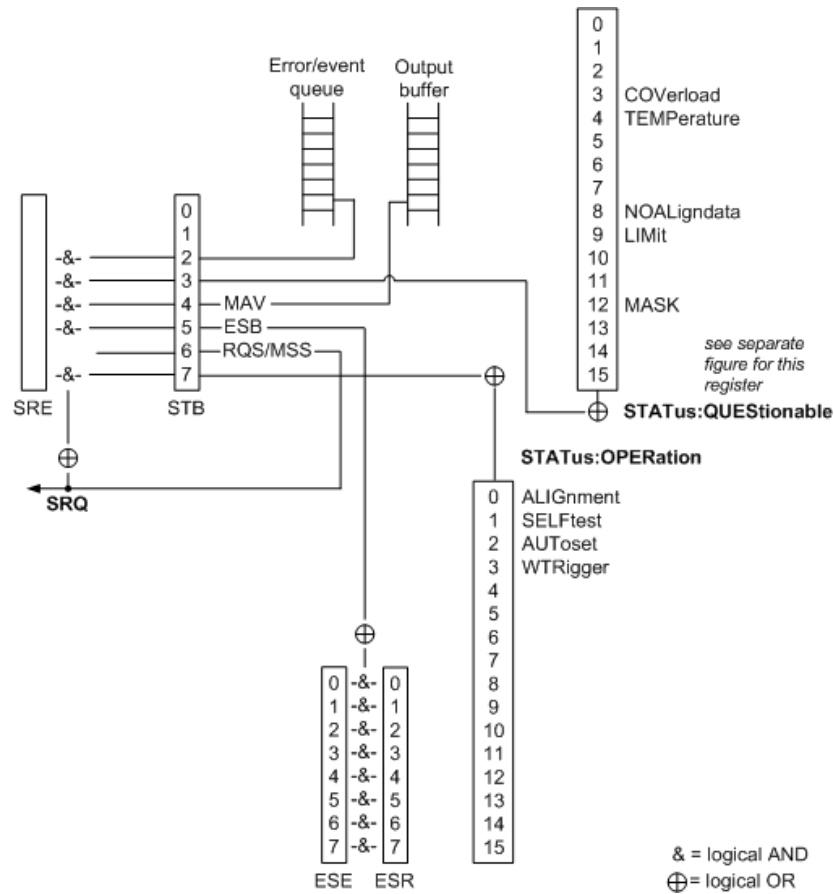 Error/event
queue
Output
buffer
0
1
2
3 COVerload
4 TEMPerature
5
6
7
8 NOALigndata
9 LIMit
10
11
12 MASK
13
14
15
see separate
figure for this
register
STATus:QUEStionable
-&-
-&-
-&-
-&-
-&-
SRE
0
1
2
3
4 MAV
5 ESB
6 RQS/MSS
7
STB
SRQ
STATus:OPERation
0 ALIGnment
1 SELFtest
2 AUToset
3 WTRigger
4
5
6
7
8
9
10
11
12
13
14
15
0 -&- 0
1 -&- 1
2 -&- 2
3 -&- 3
4 -&- 4
5 -&- 5
6 -&- 6
7 -&- 7
ESE ESR
& = logical AND
⊕= logical OR